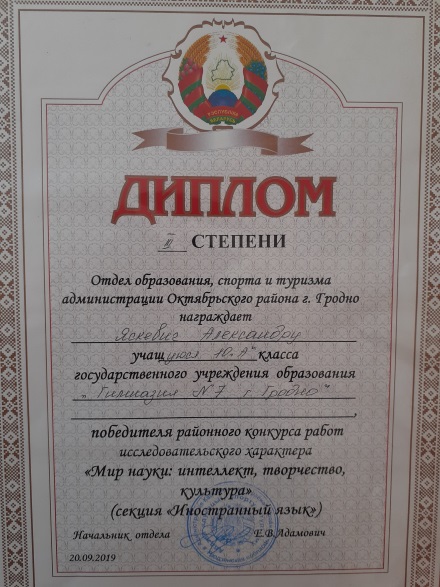 ДИПЛОМ
II СТЕПЕНИ
Отдел образования, спорта и туризма
администрации Октябрьского района г. Гродно
награждает
Яскевич Александру
учащуюся 10 „А" класса
государственного учреждения образования
„Гимназия №7 г. Гродно"
победителя районного конкурса работ
исследовательского характера
«Мир науки: интеллект, творчество,
культура»
(секция «Иностранный язык»)
Начальник отдела Е.В.Адамович
20.09.2019